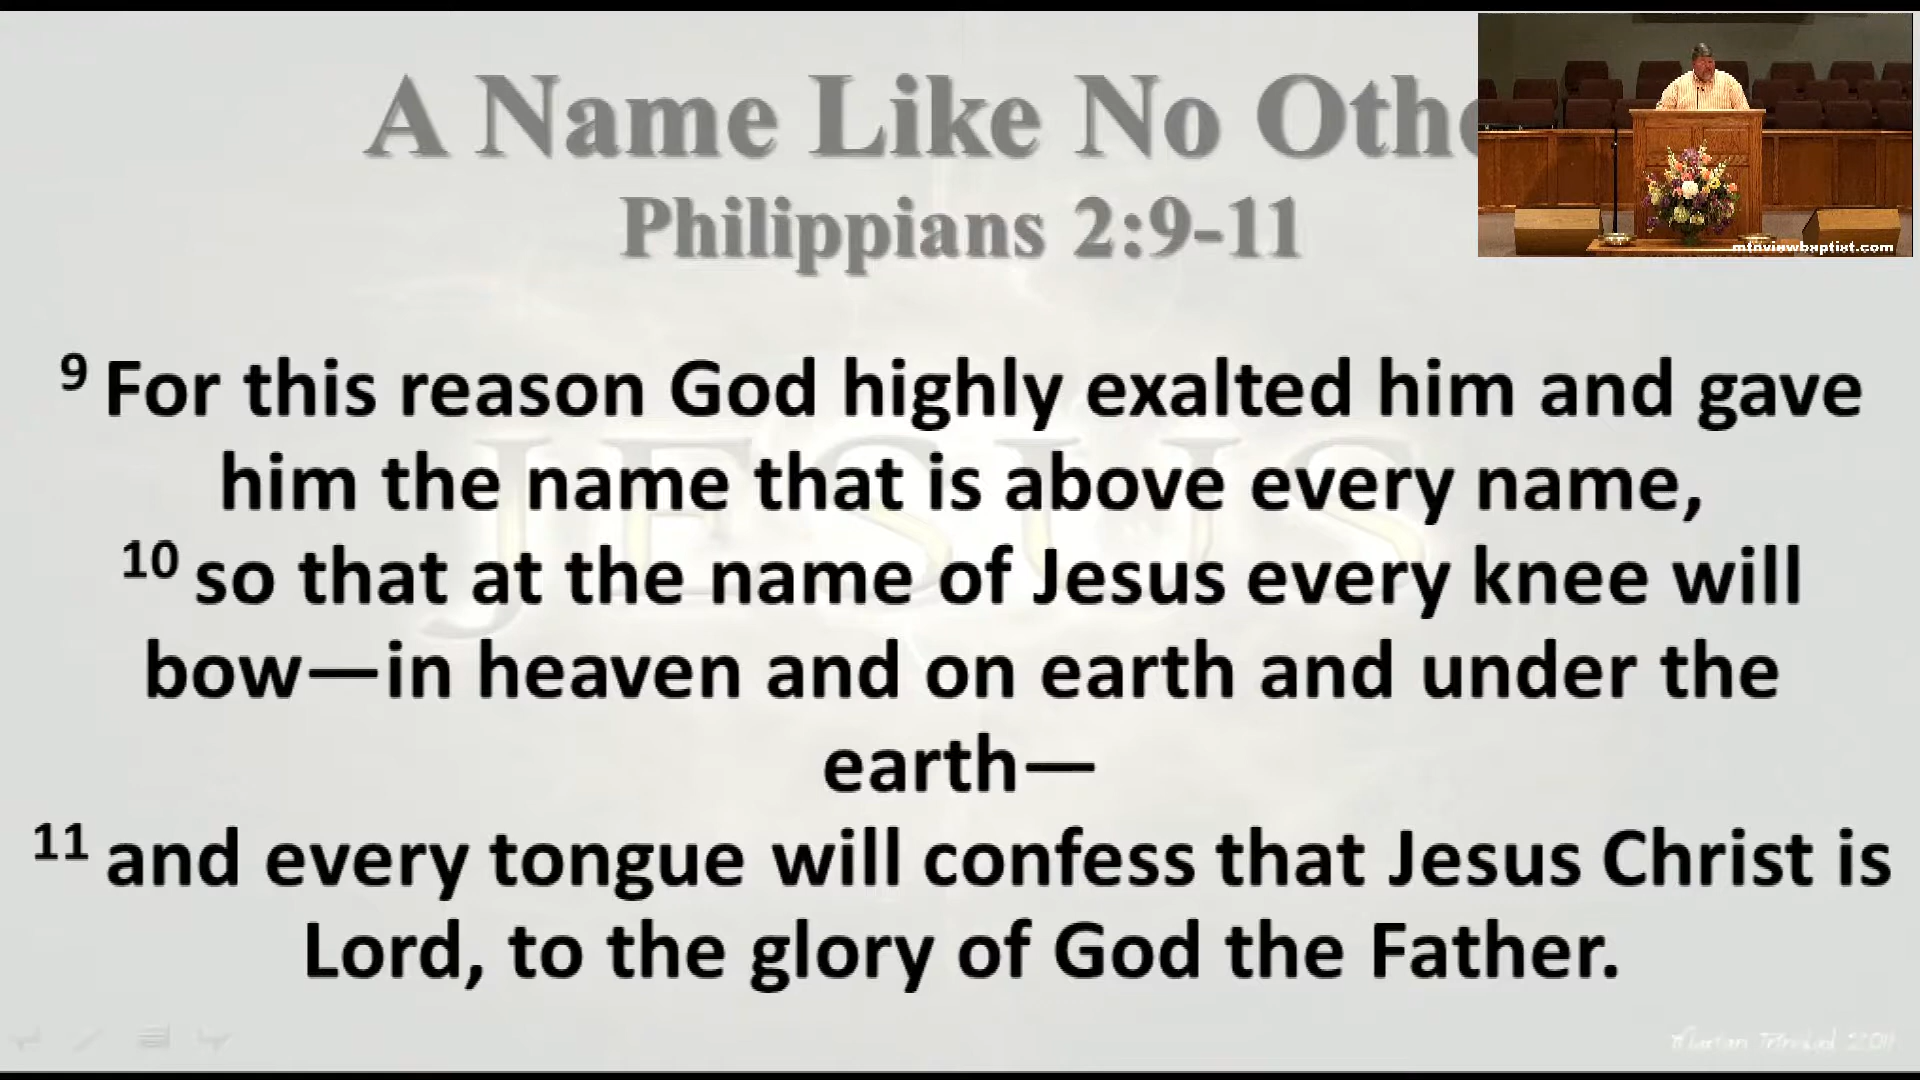 A Name Like No Othe
Philippians 2:9-11
mtnviewbaptist.com
9 For this reason God highly exalted him and gave
him the name that is above every name,
10 so that at the name of Jesus every knee will
bow—in heaven and on earth and under the
earth—
11 and every tongue will confess that Jesus Christ is
Lord, to the glory of God the Father.
JESUS